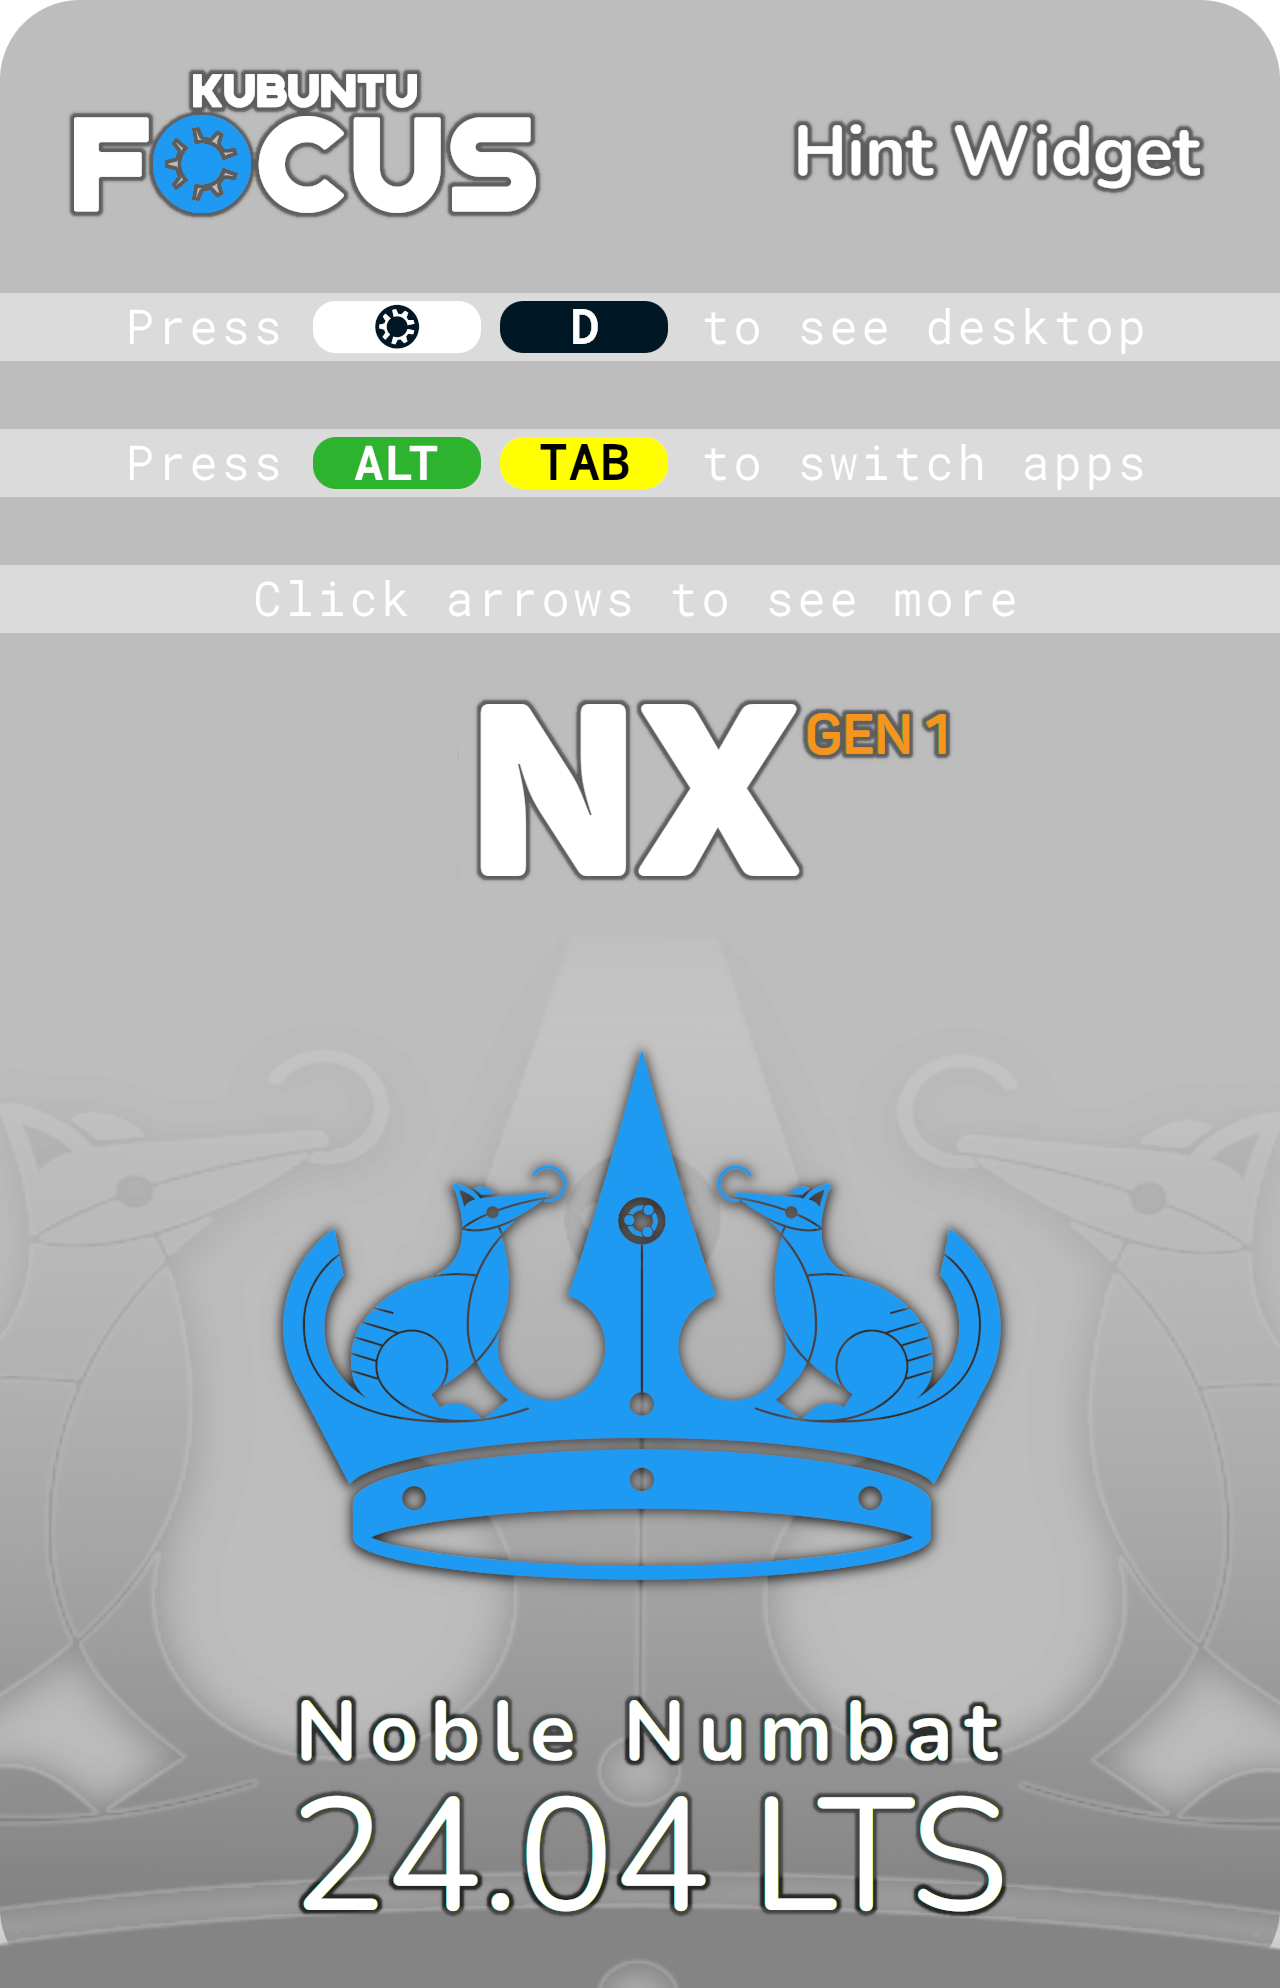 KUBUNTU
FOCUS
Hint Widget
Press D to see desktop
Press ALT TAB to switch apps
Click arrows to see more
NX GEN 1
Noble Numbat
24.04 LTS